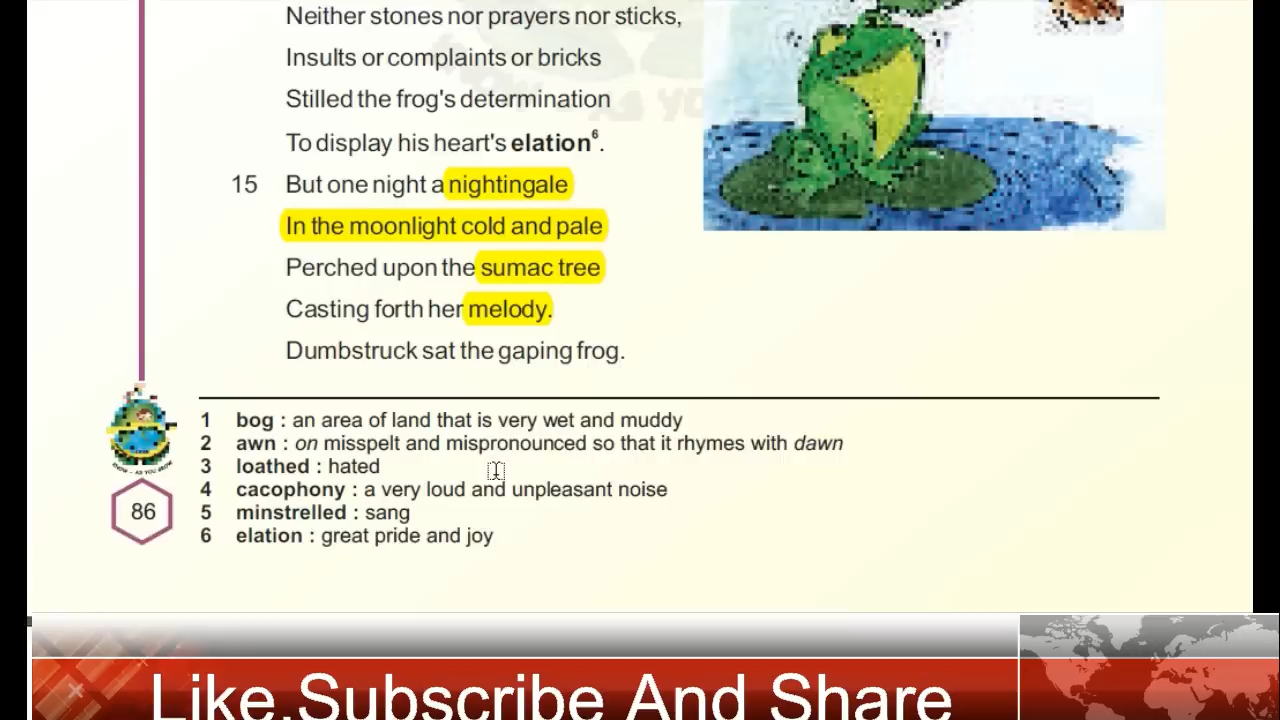 Neither stones nor prayers nor sticks,
Insults or complaints or bricks
Stilled the frog's determination
To display his heart's elation⁶.
15 But one night a nightingale
In the moonlight cold and pale
Perched upon the sumac tree
Casting forth her melody.
Dumbstruck sat the gaping frog.
1 bog : an area of land that is very wet and muddy
2 awn : on misspelt and mispronounced so that it rhymes with dawn
3 loathed : hated
4 cacophony : a very loud and unpleasant noise
5 minstrelled : sang
6 elation : great pride and joy
86
Like,Subscribe And Share